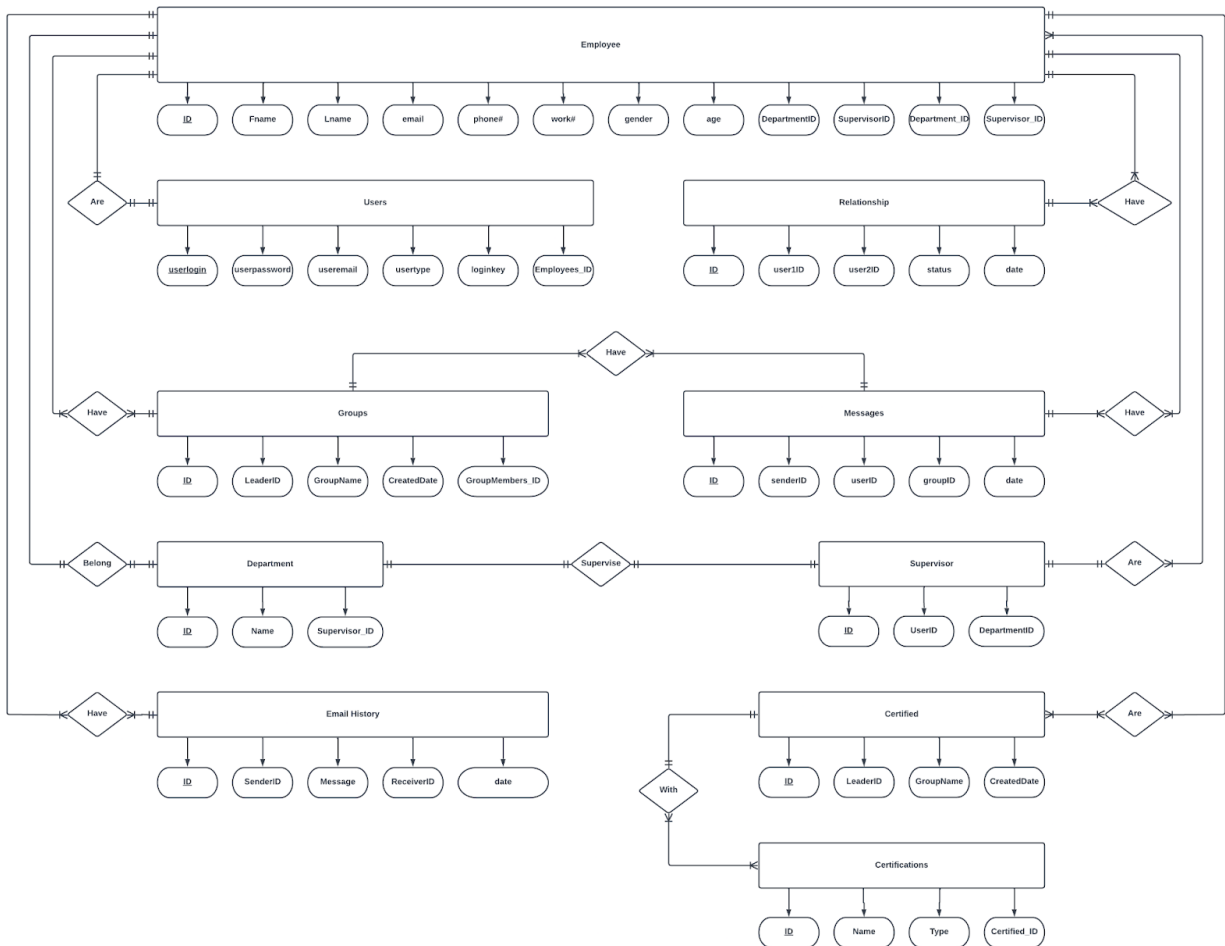 Employee
ID Fname Lname email phone# work# gender age DepartmentID SupervisorID Department_ID Supervisor_ID
Are Users Relationship Have
userlogin userpassword useremail usertype loginkey Employees_ID ID user1ID user2ID status date
Have
Have Groups Messages Have
ID LeaderID GroupName CreatedDate GroupMembers_ID ID senderID userID groupID date
Belong Department Supervise Supervisor Are
ID Name Supervisor_ID ID UserID DepartmentID
Have Email History Certified Are
ID SenderID Message ReceiverID date ID LeaderID GroupName CreatedDate
With
Certifications
ID Name Type Certified_ID